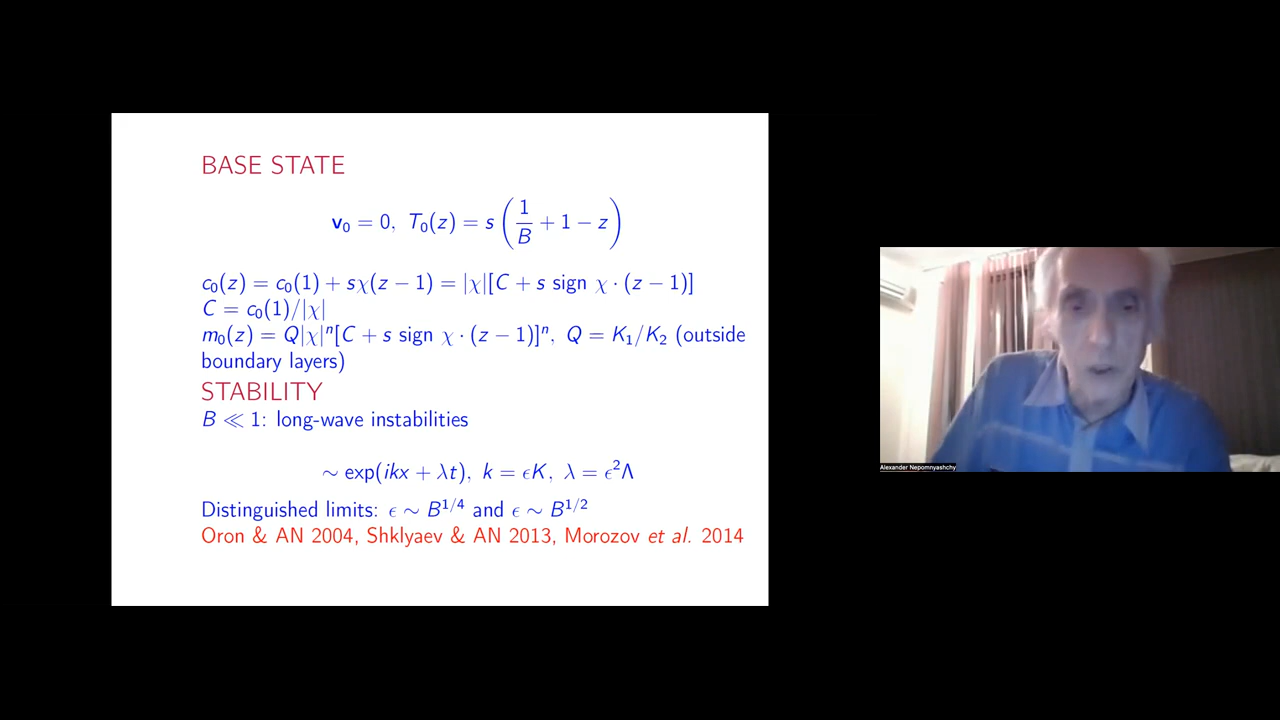 BASE STATE
v₀ = 0, T₀(z) = s(1/B + 1 − z)
c₀(z) = c₀(1) + sχ(z − 1) = |χ|[C + s sign χ · (z − 1)]
C = c₀(1)/|χ|
m₀(z) = Q|χ|ⁿ[C + s sign χ · (z − 1)]ⁿ, Q = K₁/K₂ (outside
boundary layers)
STABILITY
B ≪ 1: long-wave instabilities
∼ exp(ikx + λt), k = ϵK, λ = ϵ²Λ
Distinguished limits: ϵ ∼ B^{1/4} and ϵ ∼ B^{1/2}
Oron & AN 2004, Shklyaev & AN 2013, Morozov et al. 2014
Alexander Nepomnyashchy